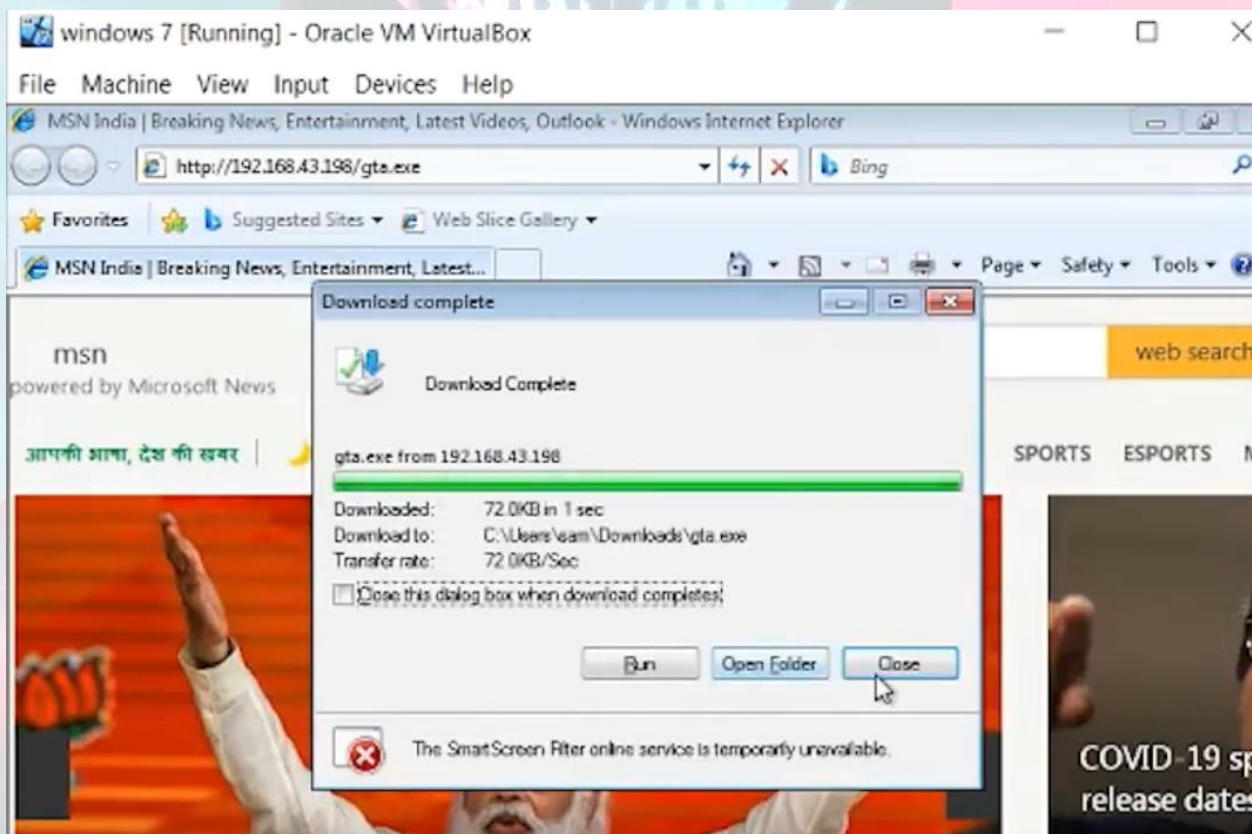 windows 7 [Running] - Oracle VM VirtualBox
File Machine View Input Devices Help
MSN India | Breaking News, Entertainment, Latest Videos, Outlook - Windows Internet Explorer
http://192.168.43.198/gta.exe
Bing
Favorites Suggested Sites Web Slice Gallery
MSN India | Breaking News, Entertainment, Latest...
Page Safety Tools
Download complete
msn
powered by Microsoft News
web search
Download Complete
आपकी भाषा, देश की खबर
SPORTS ESPORTS
gta.exe from 192.168.43.198
Downloaded: 72.0KB in 1 sec
Download to: C:\Users\sam\Downloads\gta.exe
Transfer rate: 72.0KB/Sec
Close this dialog box when download completes
Run Open Folder Close
The SmartScreen Filter online service is temporarily unavailable.
COVID-19 sp
release dates